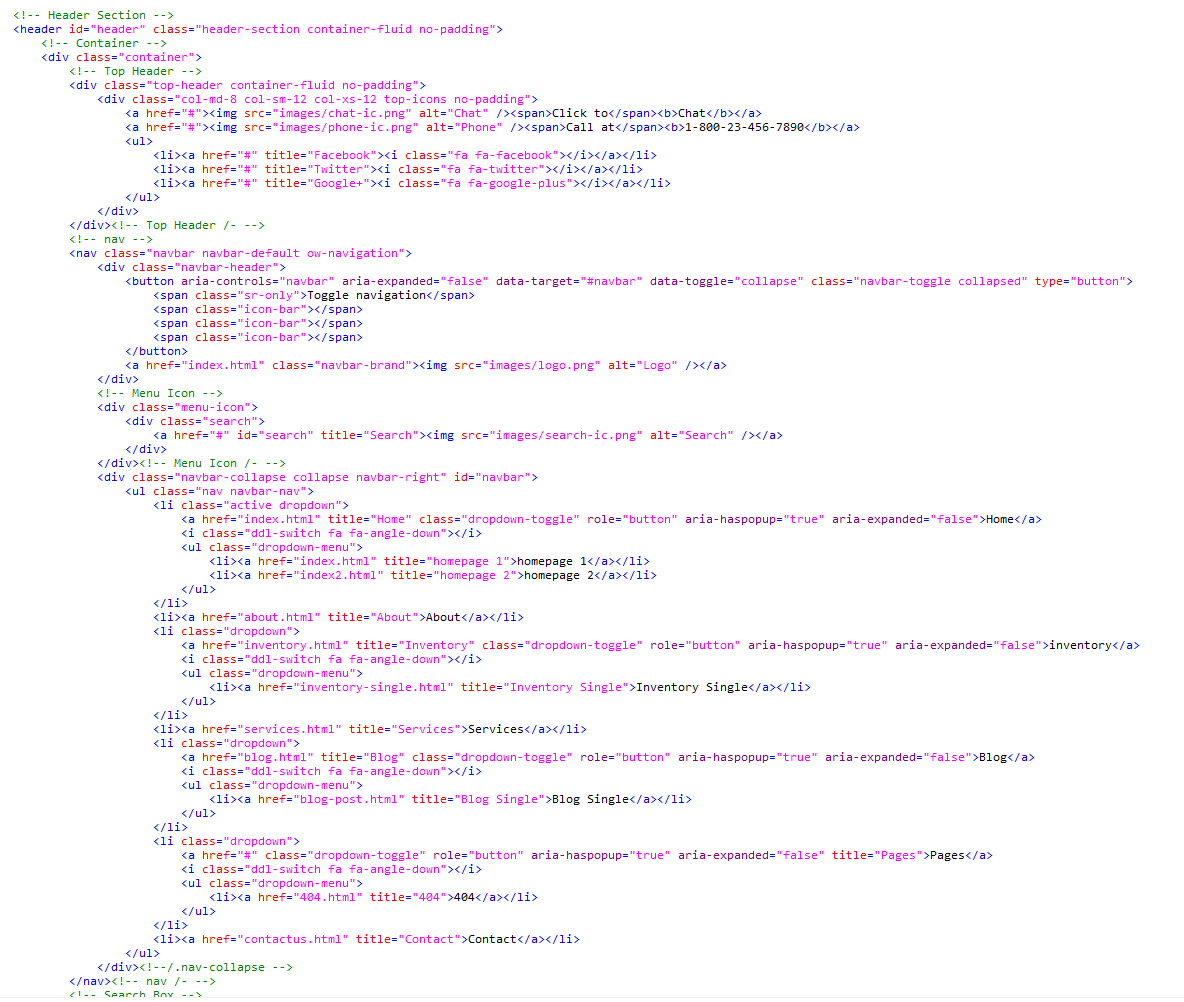 <!-- Header Section -->
<header id="header" class="header-section container-fluid no-padding">
    <!-- Container -->
    <div class="container">
        <!-- Top Header -->
        <div class="top-header container-fluid no-padding">
            <div class="col-md-8 col-sm-12 col-xs-12 top-icons no-padding">
                <a href="#"><img src="images/chat-ic.png" alt="Chat" /><span>Click to</span><b>Chat</b></a>
                <a href="#"><img src="images/phone-ic.png" alt="Phone" /><span>Call at</span><b>1-800-23-456-7890</b></a>
                <ul>
                    <li><a href="#" title="Facebook"><i class="fa fa-facebook"></i></a></li>
                    <li><a href="#" title="Twitter"><i class="fa fa-twitter"></i></a></li>
                    <li><a href="#" title="Google+"><i class="fa fa-google-plus"></i></a></li>
                </ul>
            </div>
        </div><!-- Top Header /- -->
        <!-- nav -->
        <nav class="navbar navbar-default ow-navigation">
            <div class="navbar-header">
                <button aria-controls="navbar" aria-expanded="false" data-target="#navbar" data-toggle="collapse" class="navbar-toggle collapsed" type="button">
                    <span class="sr-only">Toggle navigation</span>
                    <span class="icon-bar"></span>
                    <span class="icon-bar"></span>
                    <span class="icon-bar"></span>
                </button>
                <a href="index.html" class="navbar-brand"><img src="images/logo.png" alt="Logo" /></a>
            </div>
            <!-- Menu Icon -->
            <div class="menu-icon">
                <div class="search">
                    <a href="#" id="search" title="Search"><img src="images/search-ic.png" alt="Search" /></a>
                </div>
            </div><!-- Menu Icon /- -->
            <div class="navbar-collapse collapse navbar-right" id="navbar">
                <ul class="nav navbar-nav">
                    <li class="active dropdown">
                        <a href="index.html" title="Home" class="dropdown-toggle" role="button" aria-haspopup="true" aria-expanded="false">Home</a>
                        <i class="ddl-switch fa fa-angle-down"></i>
                        <ul class="dropdown-menu">
                            <li><a href="index.html" title="homepage 1">homepage 1</a></li>
                            <li><a href="index2.html" title="homepage 2">homepage 2</a></li>
                        </ul>
                    </li>
                    <li><a href="about.html" title="About">About</a></li>
                    <li class="dropdown">
                        <a href="inventory.html" title="Inventory" class="dropdown-toggle" role="button" aria-haspopup="true" aria-expanded="false">inventory</a>
                        <i class="ddl-switch fa fa-angle-down"></i>
                        <ul class="dropdown-menu">
                            <li><a href="inventory-single.html" title="Inventory Single">Inventory Single</a></li>
                        </ul>
                    </li>
                    <li><a href="services.html" title="Services">Services</a></li>
                    <li class="dropdown">
                        <a href="blog.html" title="Blog" class="dropdown-toggle" role="button" aria-haspopup="true" aria-expanded="false">Blog</a>
                        <i class="ddl-switch fa fa-angle-down"></i>
                        <ul class="dropdown-menu">
                            <li><a href="blog-post.html" title="Blog Single">Blog Single</a></li>
                        </ul>
                    </li>
                    <li class="dropdown">
                        <a href="#" class="dropdown-toggle" role="button" aria-haspopup="true" aria-expanded="false" title="Pages">Pages</a>
                        <i class="ddl-switch fa fa-angle-down"></i>
                        <ul class="dropdown-menu">
                            <li><a href="404.html" title="404">404</a></li>
                        </ul>
                    </li>
                    <li><a href="contactus.html" title="Contact">Contact</a></li>
                </ul>
            </div><!--/.nav-collapse -->
        </nav><!-- nav /- -->
        <!-- Search Box -->